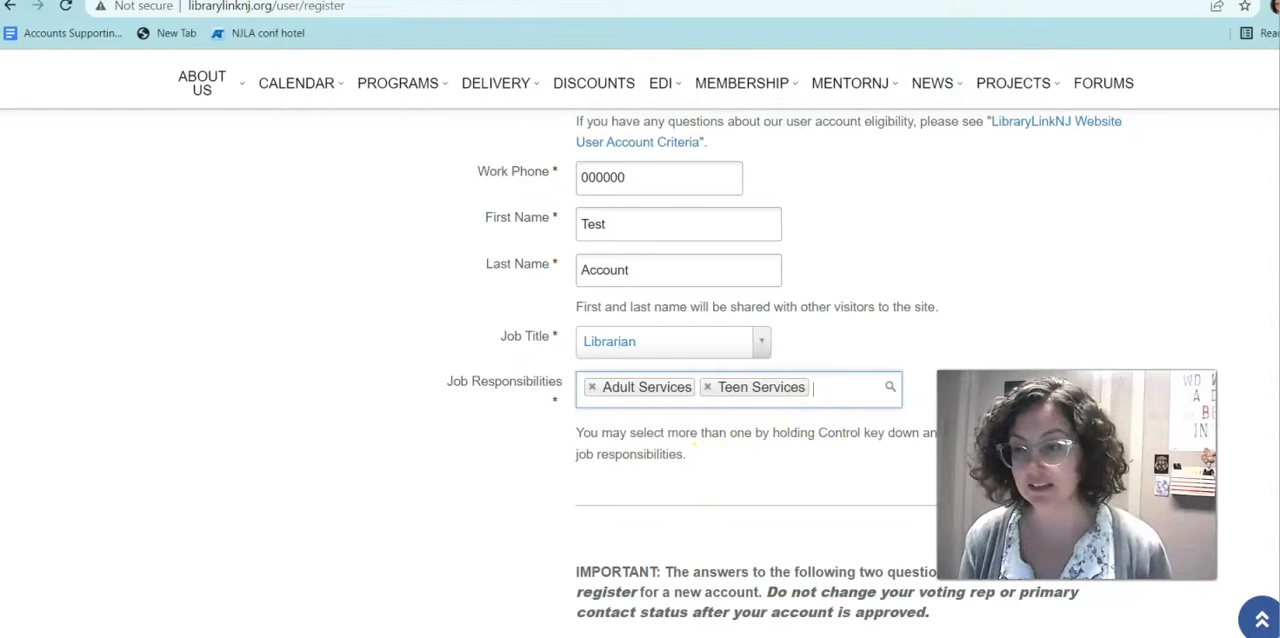 Not secure librarylinknj.org/user/register
Accounts Supportin... New Tab NJLA conf hotel
ABOUT US CALENDAR PROGRAMS DELIVERY DISCOUNTS EDI MEMBERSHIP MENTORNJ NEWS PROJECTS FORUMS
If you have any questions about our user account eligibility, please see "LibraryLinkNJ Website
User Account Criteria".
Work Phone * 000000
First Name * Test
Last Name * Account
First and last name will be shared with other visitors to the site.
Job Title * Librarian
Job Responsibilities * Adult Services Teen Services
You may select more than one by holding Control key down an
job responsibilities.
IMPORTANT: The answers to the following two questio
register for a new account. Do not change your voting rep or primary
contact status after your account is approved.